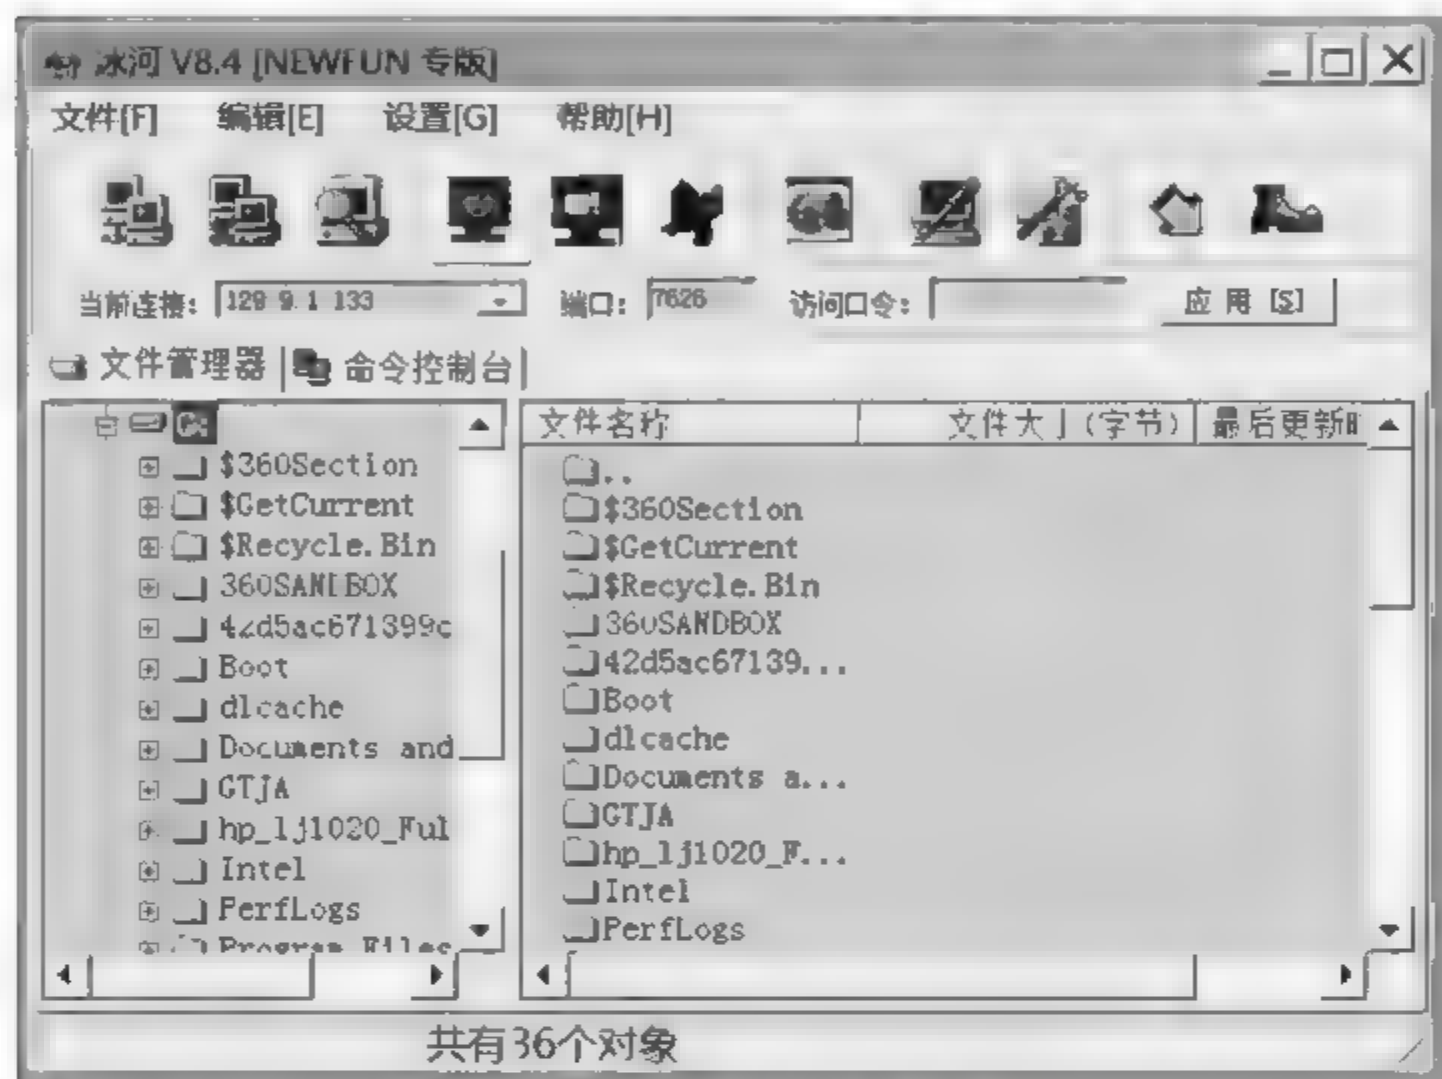 冰河 V8.4 [NEWFUN 专版]
文件[F] 编辑[E] 设置[G] 帮助[H]
当前连接: 129.9.1.133 端口: 7626 访问口令: 应用[S]
文件管理器 命令控制台
C:
$360Section
$GetCurrent
$Recycle.Bin
360SANDBOX
42d5ac671399c
Boot
dlcache
Documents and
GTJA
hp_lj1020_Ful
Intel
PerfLogs
Program Files
文件名称 文件大小(字节) 最后更新时
..
$360Section
$GetCurrent
$Recycle.Bin
360SANDBOX
42d5ac67139...
Boot
dlcache
Documents a...
GTJA
hp_lj1020_F...
Intel
PerfLogs
共有36个对象